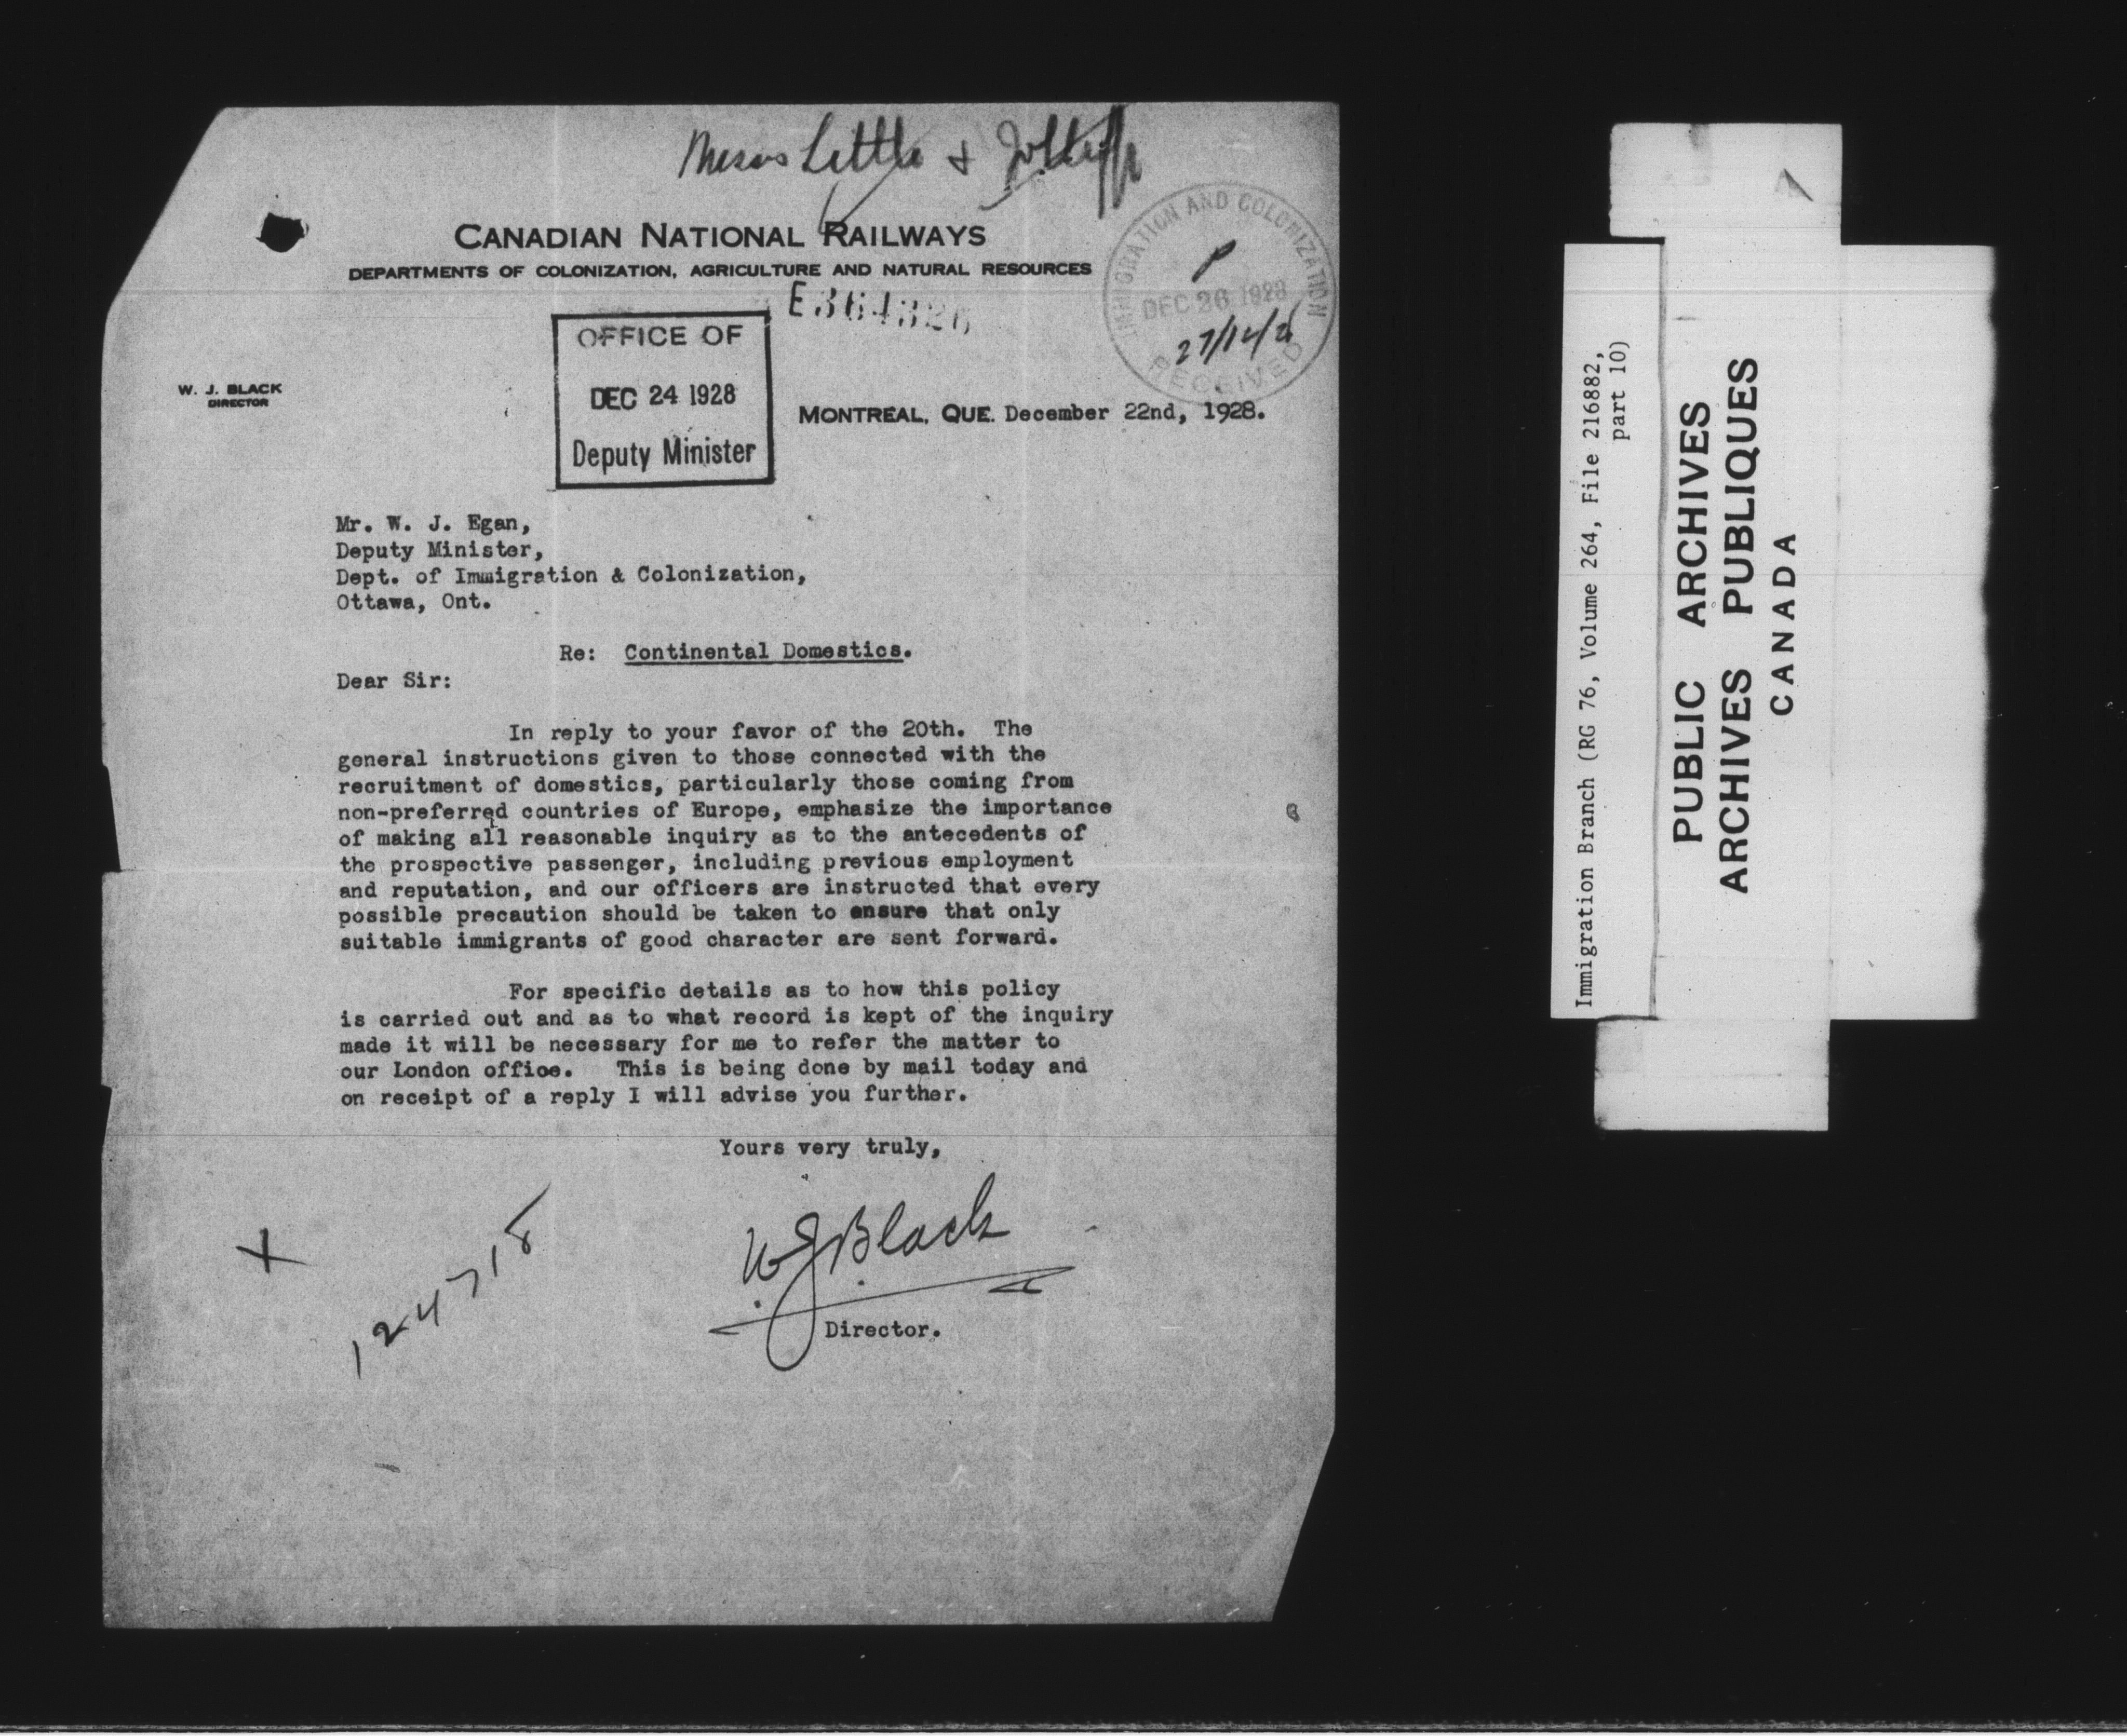 Messrs Little & Jolliffe
CANADIAN NATIONAL RAILWAYS
DEPARTMENTS OF COLONIZATION, AGRICULTURE AND NATURAL RESOURCES
E364326
IMMIGRATION AND COLONIZATION
DEC 26 1928
27/12/28
RECEIVED
OFFICE OF
DEC 24 1928
Deputy Minister
W. J. BLACK
DIRECTOR
MONTREAL, QUE. December 22nd, 1928.
Mr. W. J. Egan,
Deputy Minister,
Dept. of Immigration & Colonization,
Ottawa, Ont.
Re: Continental Domestics.
Dear Sir:
In reply to your favor of the 20th. The
general instructions given to those connected with the
recruitment of domestics, particularly those coming from
non-preferred countries of Europe, emphasize the importance
of making all reasonable inquiry as to the antecedents of
the prospective passenger, including previous employment
and reputation, and our officers are instructed that every
possible precaution should be taken to ensure that only
suitable immigrants of good character are sent forward.
For specific details as to how this policy
is carried out and as to what record is kept of the inquiry
made it will be necessary for me to refer the matter to
our London office. This is being done by mail today and
on receipt of a reply I will advise you further.
Yours very truly,
WJBlack
Director.
124718
Immigration Branch (RG 76, Volume 264, File 216882,
part 10)
PUBLIC ARCHIVES
ARCHIVES PUBLIQUES
CANADA